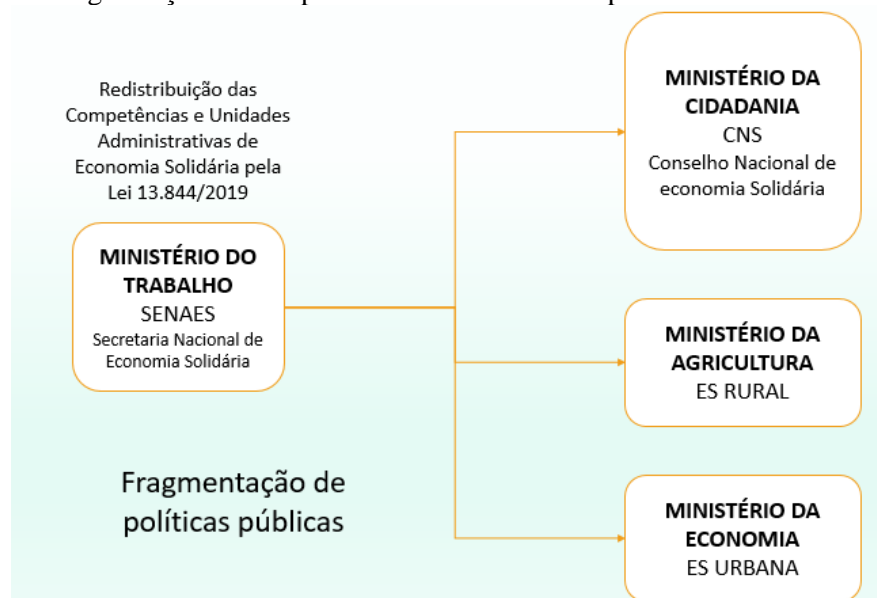 Redistribuição das
Competências e Unidades
Administrativas de
Economia Solidária pela
Lei 13.844/2019
MINISTÉRIO DO
TRABALHO
SENAES
Secretaria Nacional de
Economia Solidária
Fragmentação de
políticas públicas
MINISTÉRIO DA
CIDADANIA
CNS
Conselho Nacional de
economia Solidária
MINISTÉRIO DA
AGRICULTURA
ES RURAL
MINISTÉRIO DA
ECONOMIA
ES URBANA